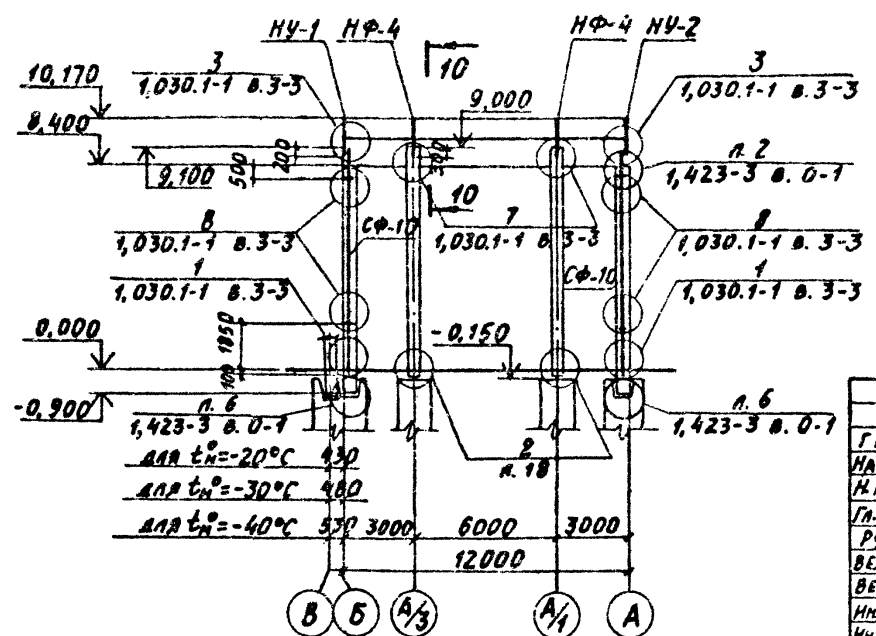 НУ-1 НФ-4 НФ-4 НУ-2
10
3
1,030.1-1 в.3-3
3
1,030.1-1 в.3-3
10,170
9,000
8,400
9,100
500
200
300
л. 2
1,423-3 в. 0-1
10
8
1,030.1-1 в.3-3
СФ-10
7
1,030.1-1 в.3-3
8
1,030.1-1 в.3-3
1
1,030.1-1 в.3-3
СФ-10
1
1,030.1-1 в.3-3
0,000
1850
100
-0,150
-0,900
л. 6
1,423-3 в. 0-1
л. 6
1,423-3 в. 0-1
2
л. 18
для tн°=-20°С 430
для tн°=-30°С 480
для tн°=-40°С 530
3000 6000 3000
12000
В Б А/3 А/1 А